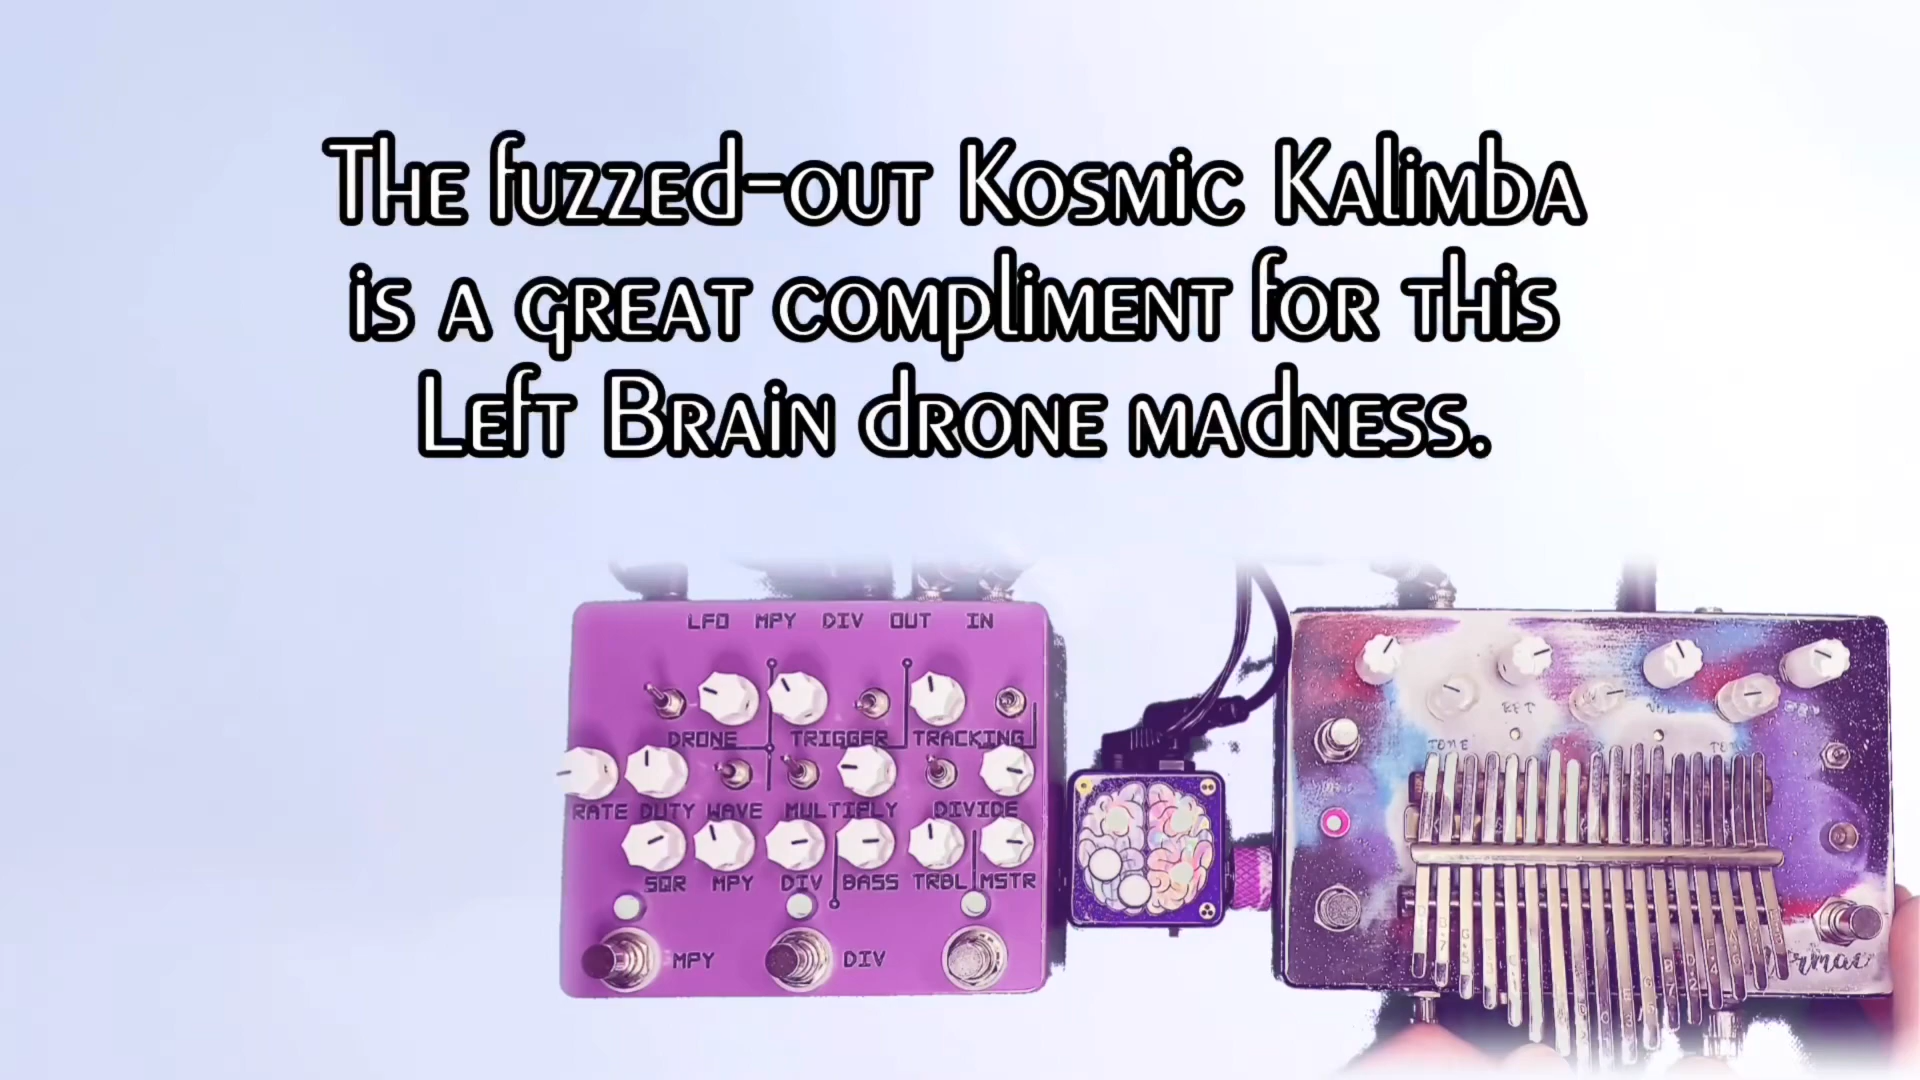 The fuzzed-out Kosmic Kalimba
is a great compliment for this
Left Brain drone madness.
LFO MPY DIV OUT IN
DRONE TRIGGER TRACKING
RATE DUTY WAVE MULTIPLY DIVIDE
SQR MPY DIV BASS TRBL MSTR
MPY DIV
TONE